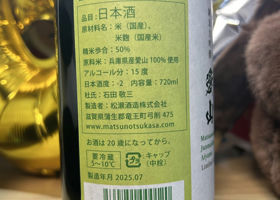 品目:日本酒
原材料名:米(国産)、
米麹(国産米)
精米歩合:50%
原料米:兵庫県産愛山 100%使用
アルコール分:15度
日本酒度:-2 内容量:720ml
杜氏:石田 敬三
製造者:松瀬酒造株式会社
滋賀県蒲生郡竜王町弓削475
www.matsunotsukasa.com
お酒は20歳になってから。
要冷蔵
5~10℃
キャップ
(中栓)
製造年月 2025.07
山